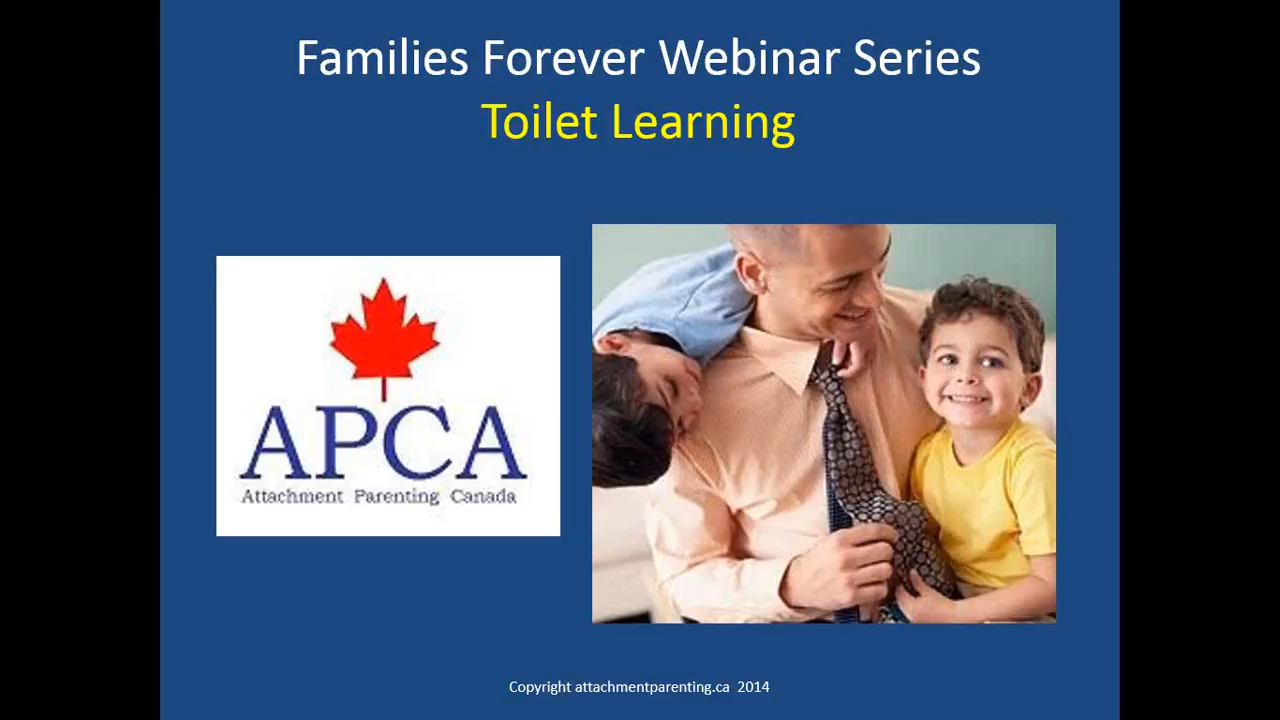 Families Forever Webinar Series
Toilet Learning
APCA
Attachment Parenting Canada
Copyright attachmentparenting.ca 2014